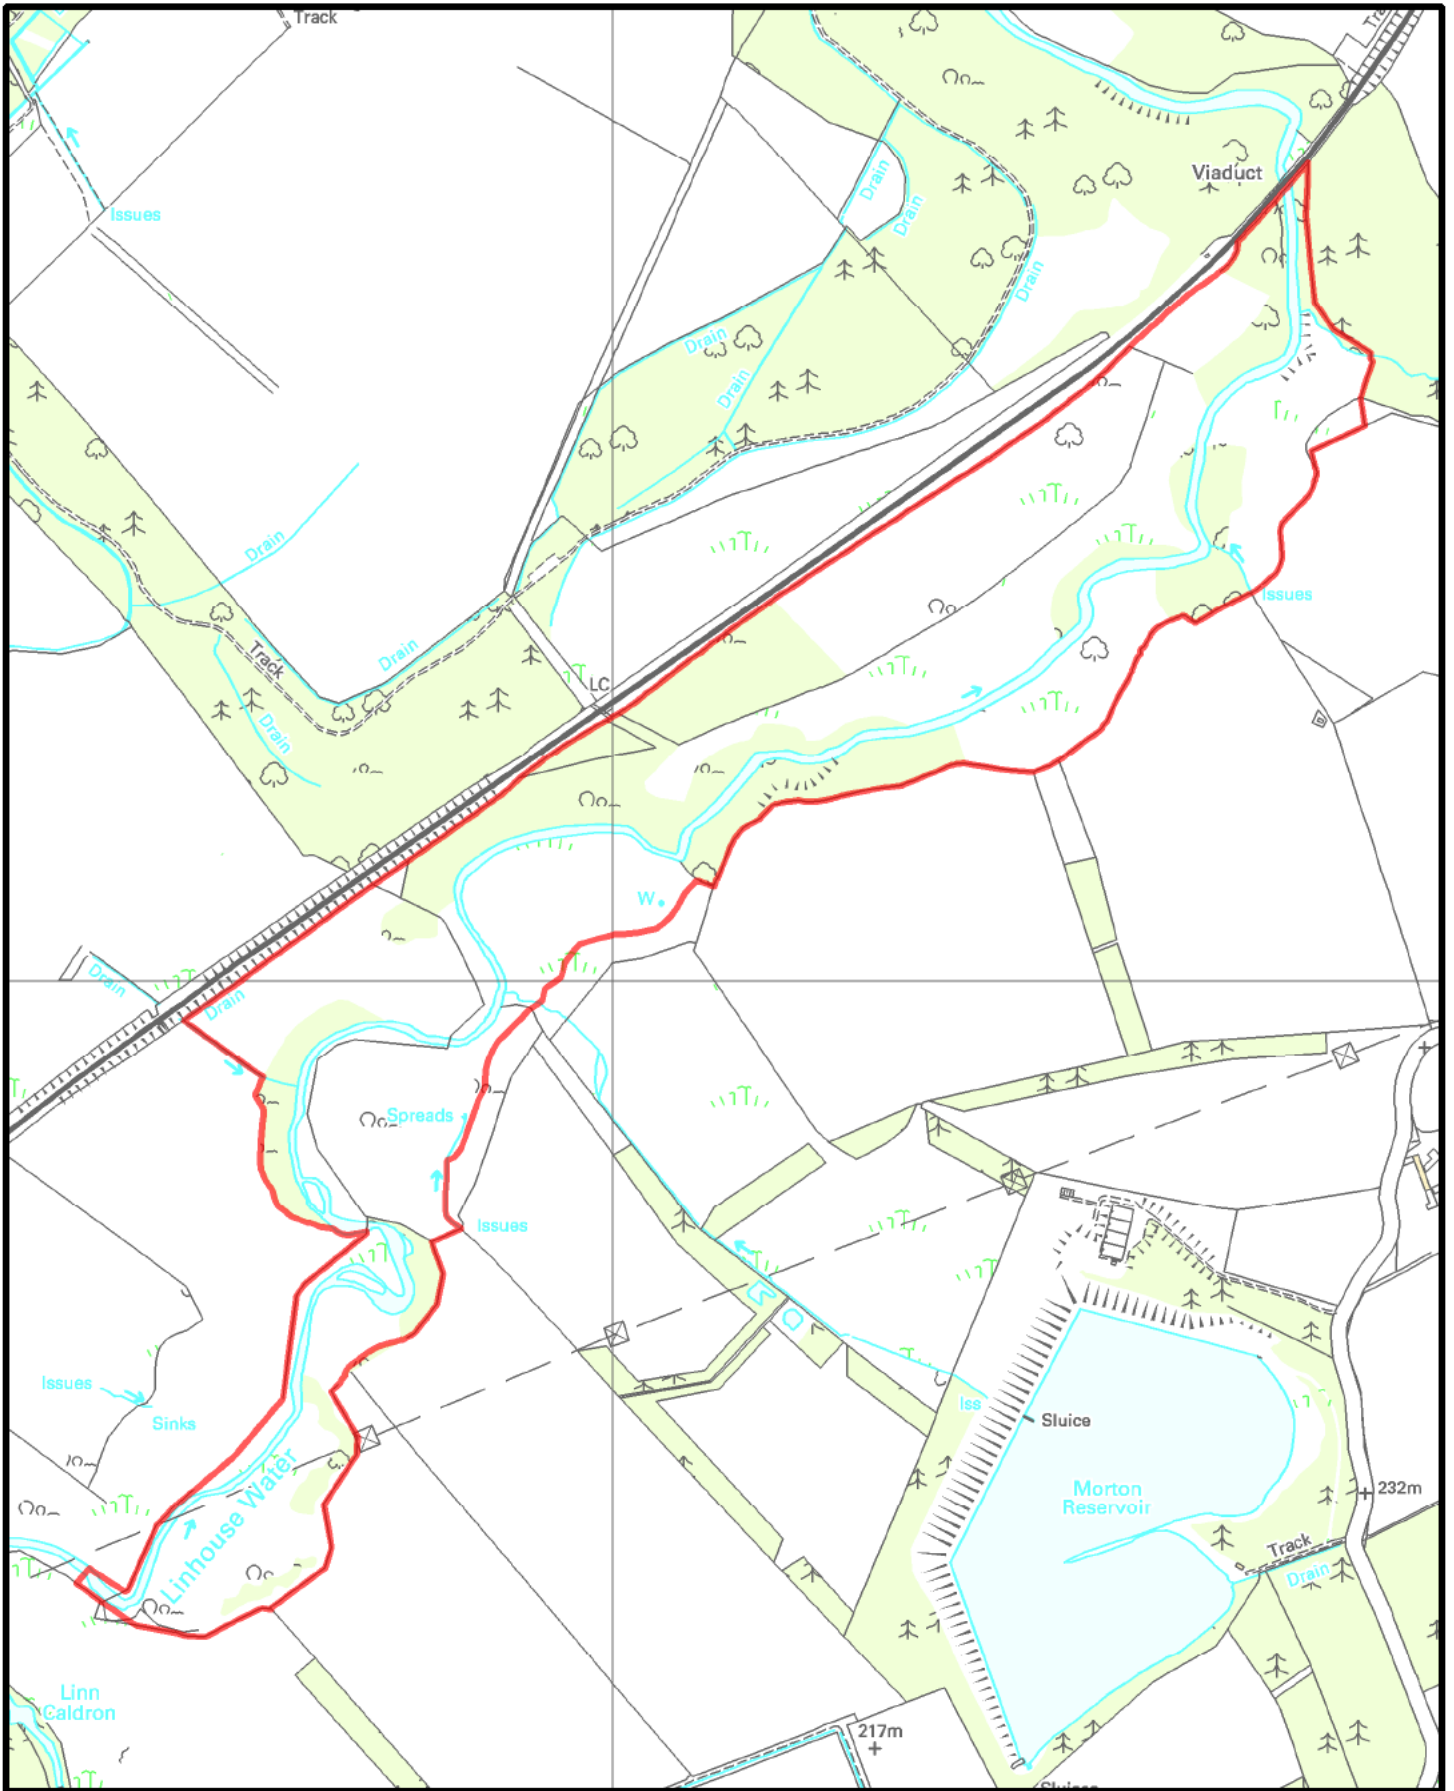 Track
Tra
Viaduct
Issues
Drain
Drain
Drain
Drain
Drain
Drain
Issues
Track
Drain
LC
Drain
W
Drain
Drain
Spreads
Issues
Issues
Sinks
Iss
Sluice
Morton
Reservoir
232m
Track
Drain
Linhouse Water
Linn
Caldron
217m